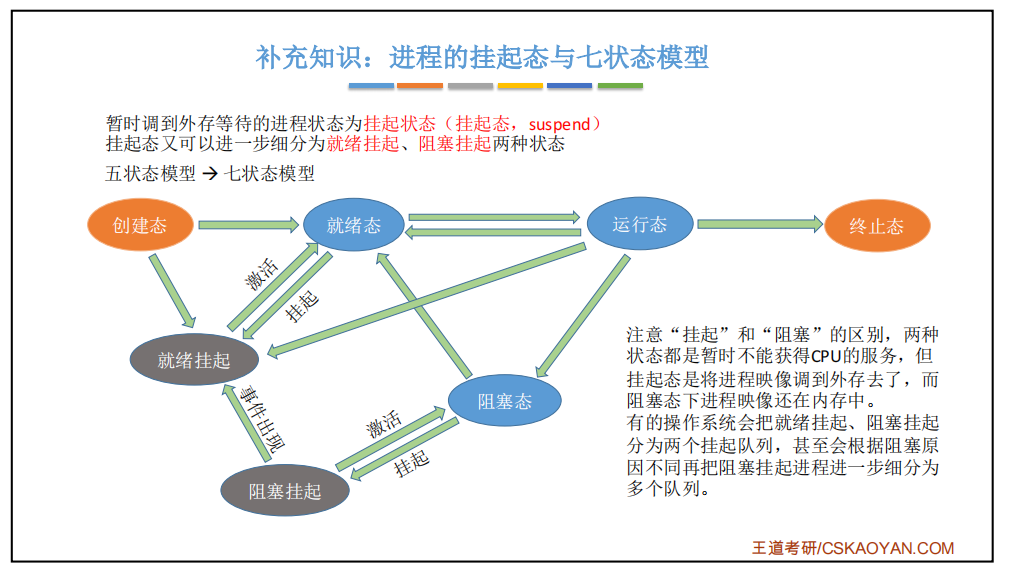 补充知识：进程的挂起态与七状态模型
暂时调到外存等待的进程状态为挂起状态（挂起态，suspend）
挂起态又可以进一步细分为就绪挂起、阻塞挂起两种状态
五状态模型→七状态模型
创建态
就绪态
运行态
终止态
激活
挂起
就绪挂起
事件出现
阻塞态
激活
挂起
阻塞挂起
注意“挂起”和“阻塞”的区别，两种
状态都是暂时不能获得CPU的服务，但
挂起态是将进程映像调到外存去了，而
阻塞态下进程映像还在内存中。
有的操作系统会把就绪挂起、阻塞挂起
分为两个挂起队列，甚至会根据阻塞原
因不同再把阻塞挂起进程进一步细分为
多个队列。
王道考研/CSKAOYAN.COM